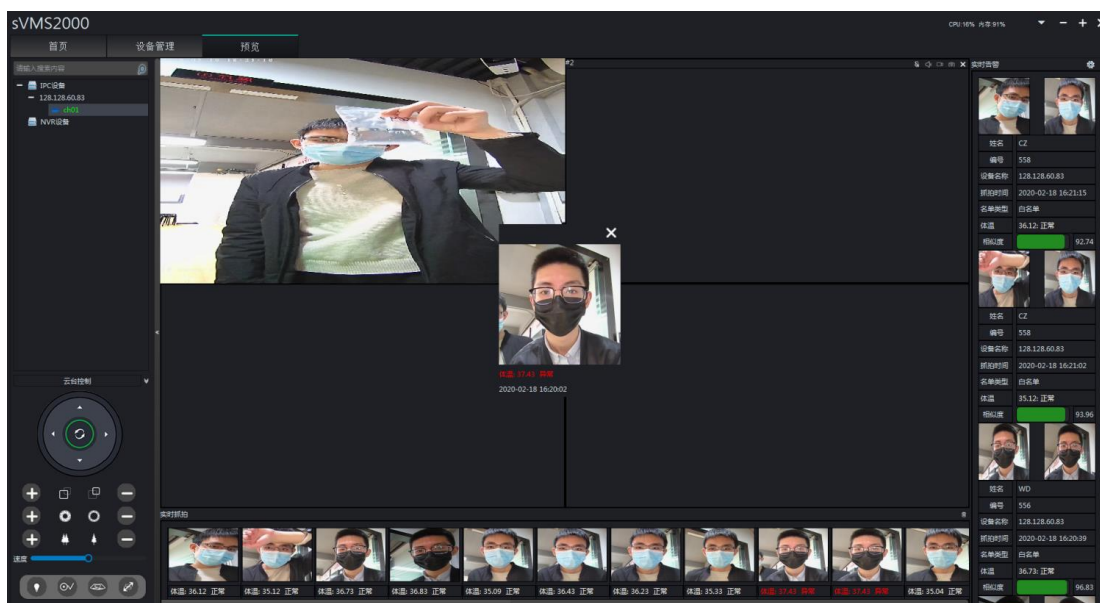 sVMS2000
CPU:16% 内存:91%
首页
设备管理
预览
请输入搜索内容
IPC设备
128.128.60.83
ch01
NVR设备
云台控制
速度
#2
体温: 37.43 异常
2020-02-18 16:20:02
实时抓拍
体温: 36.12 正常
体温: 35.12 正常
体温: 36.73 正常
体温: 36.83 正常
体温: 35.09 正常
体温: 36.43 正常
体温: 36.23 正常
体温: 35.33 正常
体温: 37.43 异常
体温: 37.43 异常
体温: 35.04 正常
实时告警
姓名 CZ
编号 558
设备名称 128.128.60.83
抓拍时间 2020-02-18 16:21:15
名单类型 白名单
体温 36.12: 正常
相似度 92.74
姓名 CZ
编号 558
设备名称 128.128.60.83
抓拍时间 2020-02-18 16:21:02
名单类型 白名单
体温 35.12: 正常
相似度 93.96
姓名 WD
编号 556
设备名称 128.128.60.83
抓拍时间 2020-02-18 16:20:39
名单类型 白名单
体温 36.73: 正常
相似度 96.83